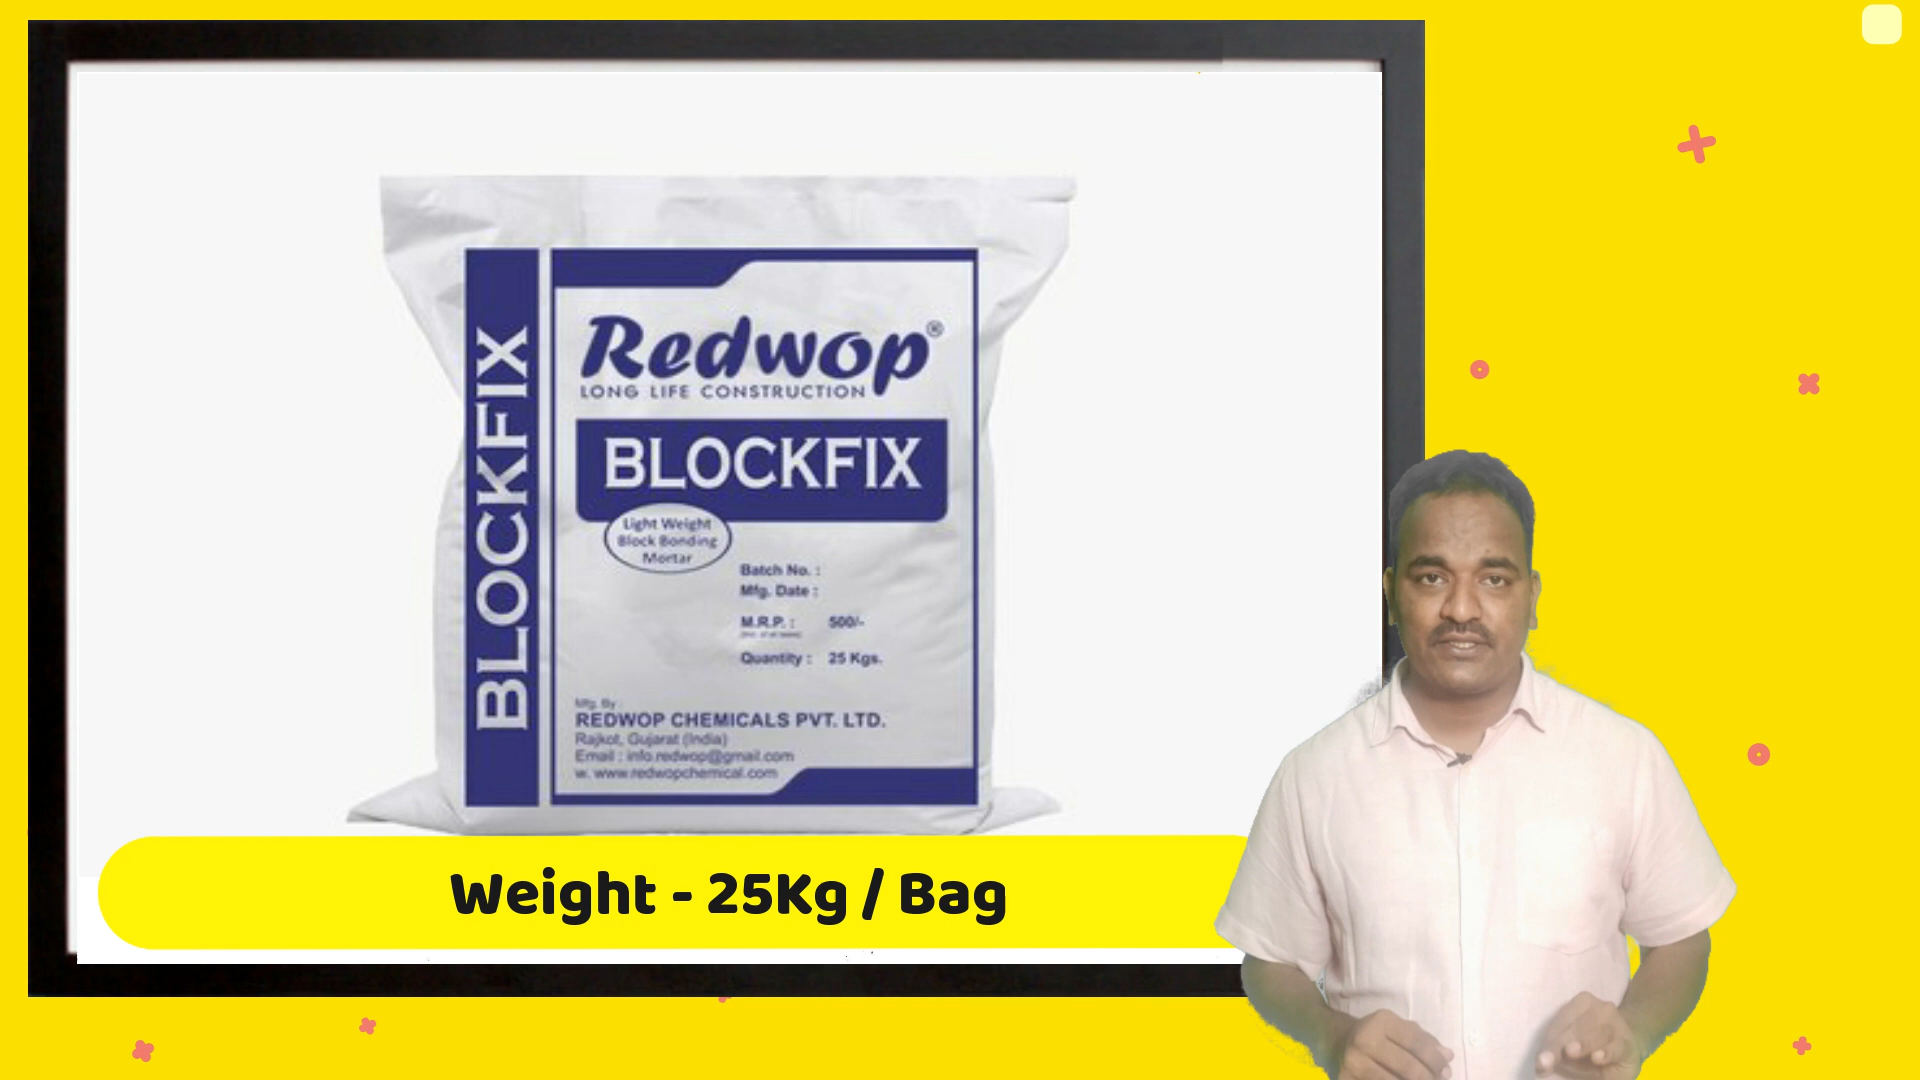 BLOCKFIX
Redwop®
LONG LIFE CONSTRUCTION
BLOCKFIX
Light Weight
Block Bonding
Mortar
Batch No. :
Mfg. Date :
M.R.P. : 500/-
Quantity : 25 Kgs.
Mfg. By :
REDWOP CHEMICALS PVT. LTD.
Rajkot, Gujarat (India)
Email : info.redwop@gmail.com
w. www.redwopchemical.com
Weight - 25Kg / Bag